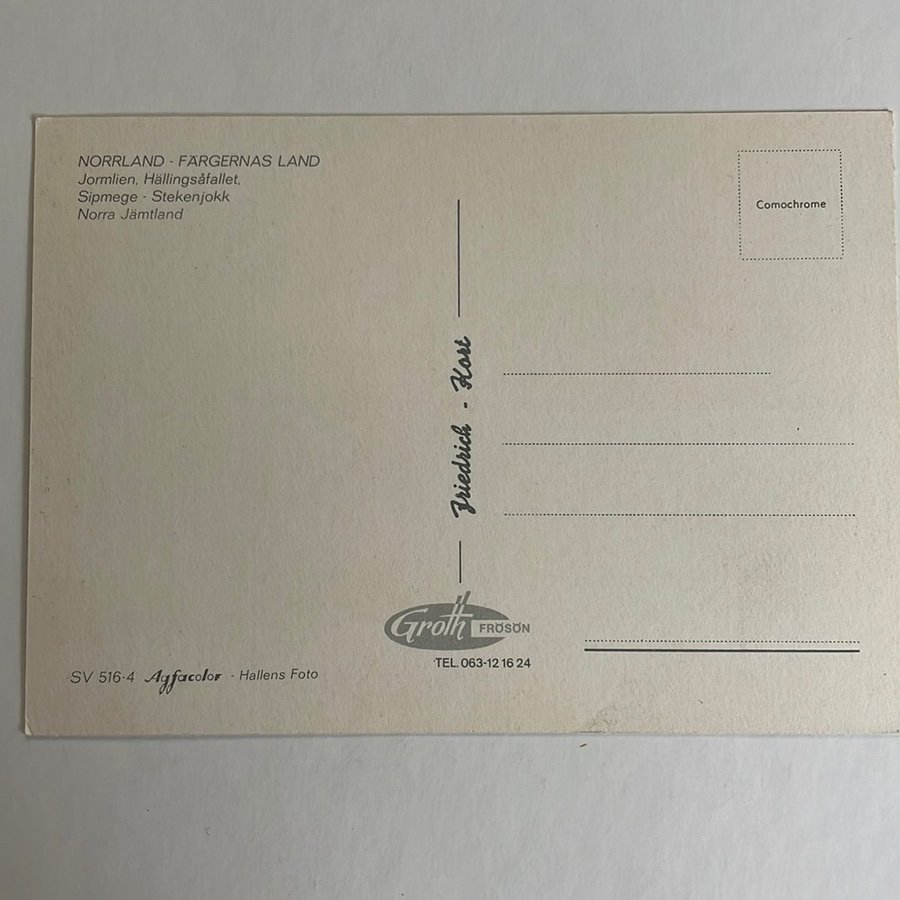 NORRLAND - FÄRGERNAS LAND
Jormlien, Hällingsåfallet,
Sipmege - Stekenjokk
Norra Jämtland
Comochrome
Friedrich - Kort
Groth FRÖSÖN
TEL. 063-12 16 24
SV 516-4 Agfacolor - Hallens Foto